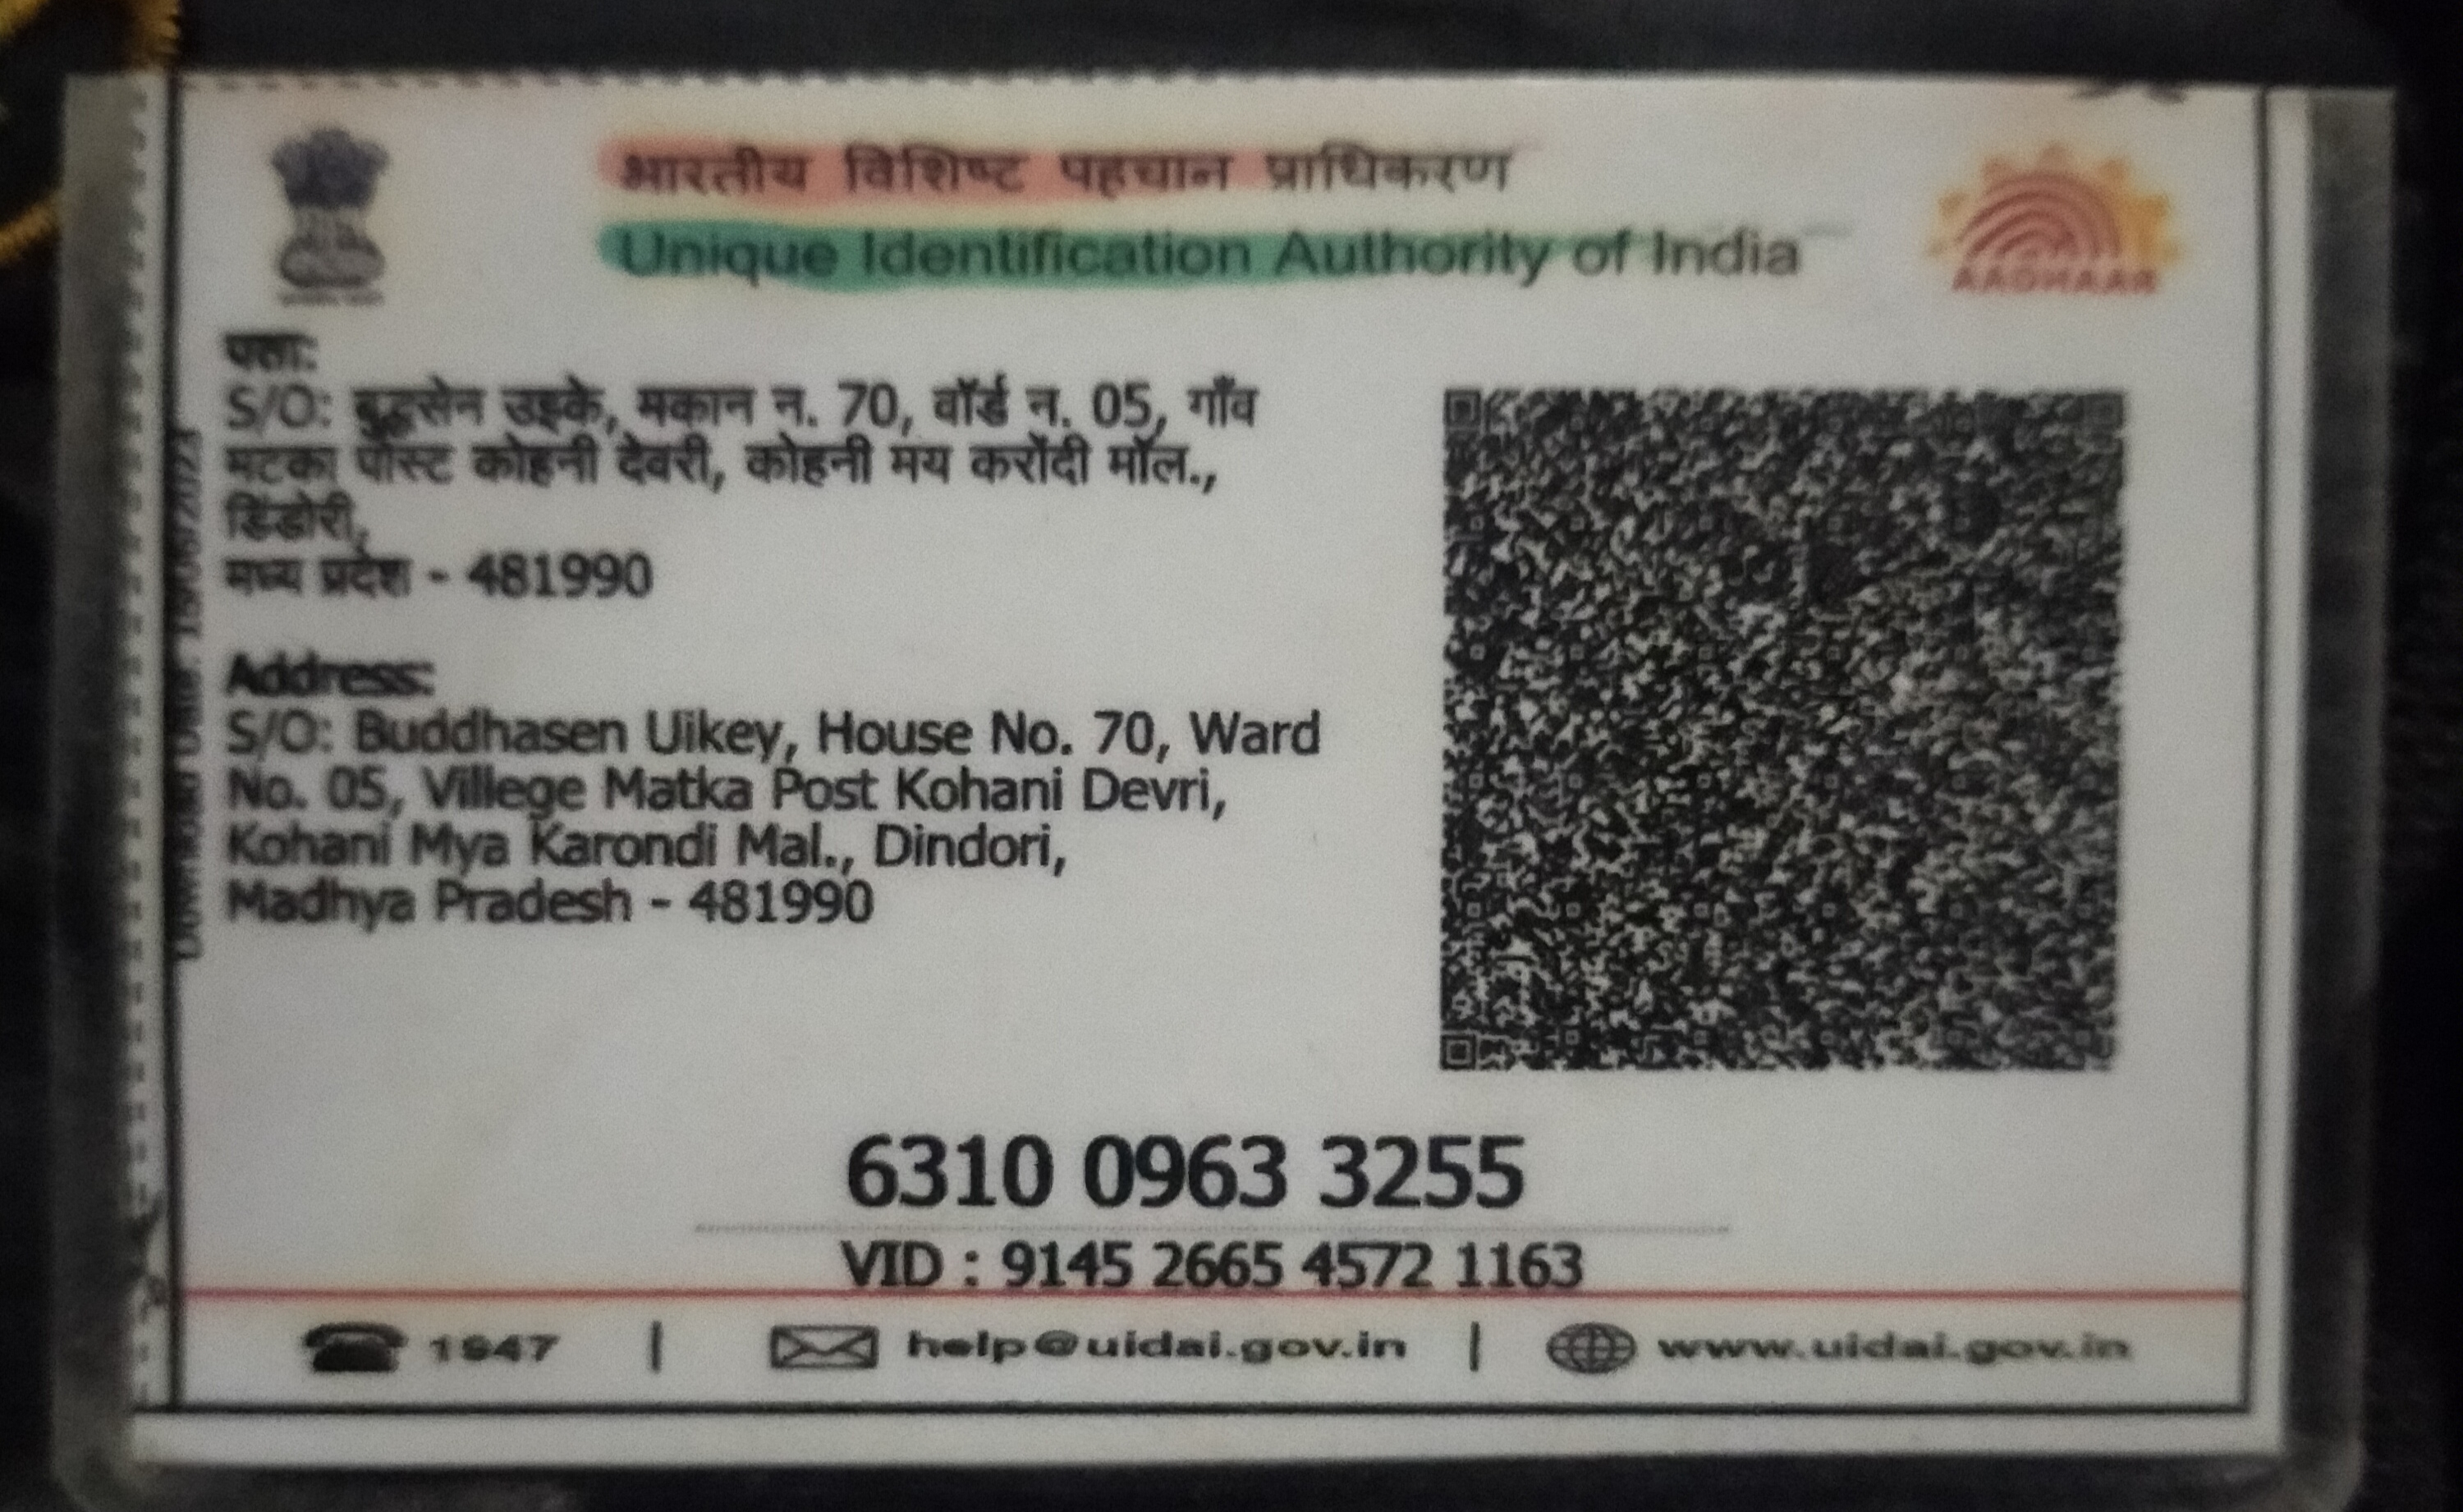 भारतीय विशिष्ट पहचान प्राधिकरण
Unique Identification Authority of India
AADHAAR
पता:
S/O: बुद्धसेन उइके, मकान न. 70, वॉर्ड न. 05, गाँव
मटका पोस्ट कोहनी देवरी, कोहनी मय करोंदी मॉल.,
डिंडोरी,
मध्य प्रदेश - 481990
Address:
S/O: Buddhasen Uikey, House No. 70, Ward
No. 05, Villege Matka Post Kohani Devri,
Kohani Mya Karondi Mal., Dindori,
Madhya Pradesh - 481990
6310 0963 3255
VID : 9145 2665 4572 1163
1947 | help@uidai.gov.in | www.uidai.gov.in